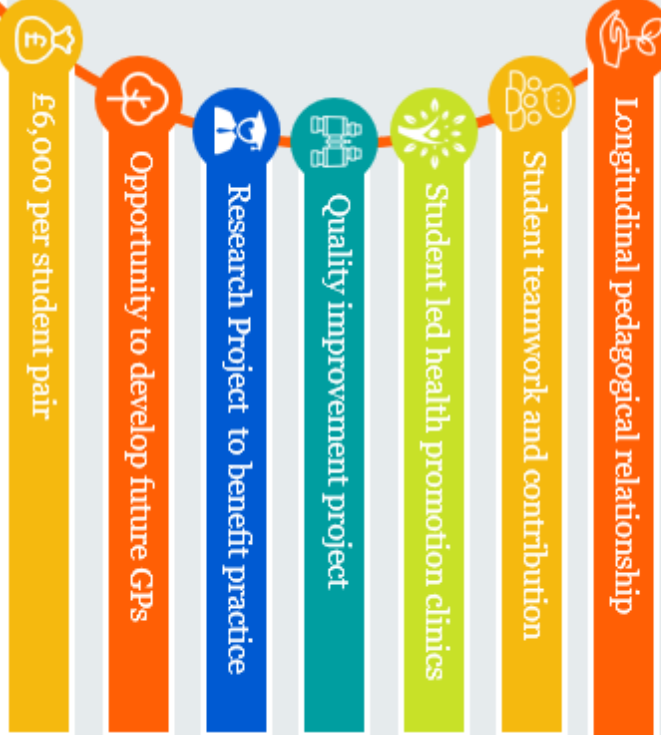 Longitudinal pedagogical relationship
Student teamwork and contribution
Student led health promotion clinics
Quality improvement project
Research Project to benefit practice
Opportunity to develop future GPs
£6,000 per student pair